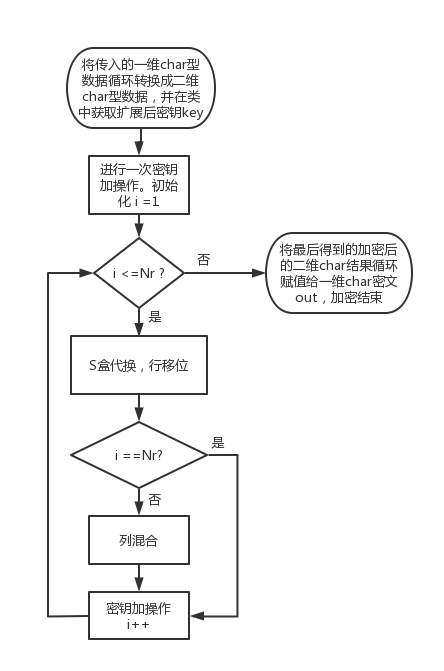 将传入的一维char型
数据循环转换成二维
char型数据，并在类
中获取扩展后密钥key
进行一次密钥
加操作。初始
化 i =1
i <=Nr ?
否
将最后得到的加密后
的二维char结果循环
赋值给一维char密文
out，加密结束
是
S盒代换，行移位
i ==Nr?
是
否
列混合
密钥加操作
i++